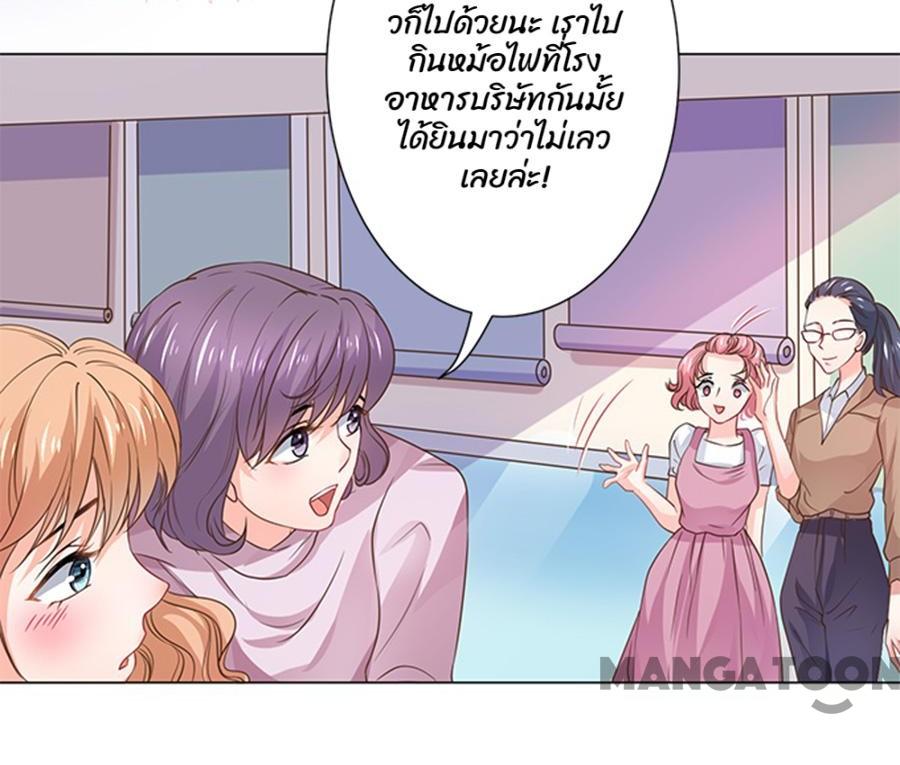 วก็ไปด้วยนะ เราไป
กินหม้อไฟที่โรง
อาหารบริษัทกันมั้ย
ได้ยินมาว่าไม่เลว
เลยล่ะ!
MANGATOON